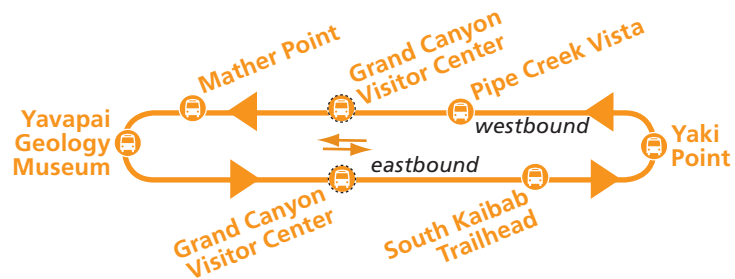 Mather Point
Grand Canyon
Visitor Center
Pipe Creek Vista
westbound
Yavapai
Geology
Museum
Yaki
Point
eastbound
Grand Canyon
Visitor Center
South Kaibab
Trailhead